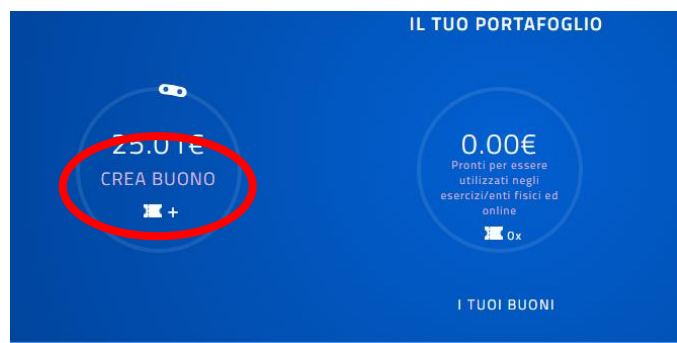 IL TUO PORTAFOGLIO
25.01€
CREA BUONO
+
0.00€
Pronti per essere
utilizzati negli
esercizi/enti fisici ed
online
0x
I TUOI BUONI